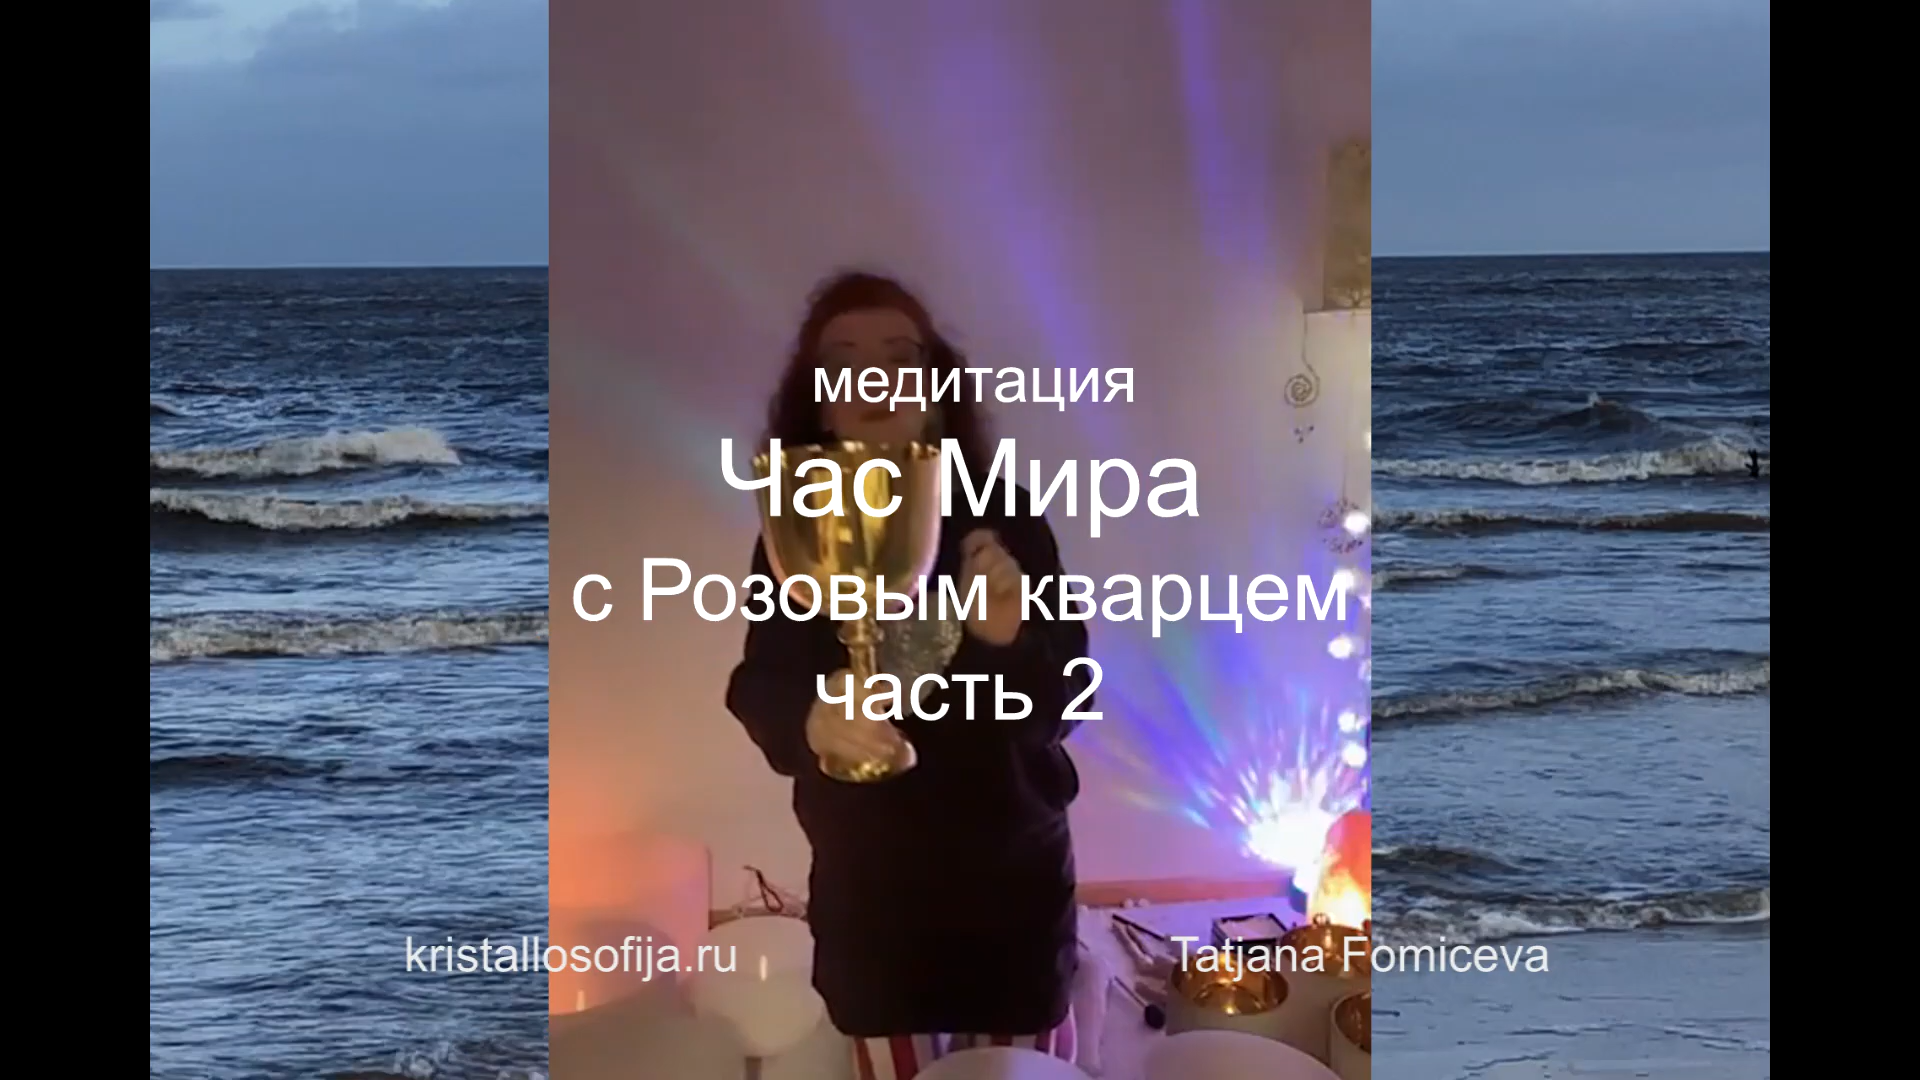 медитация
Час Мира
с Розовым кварцем
часть 2
kristallosofija.ru
Tatjana Fomiceva